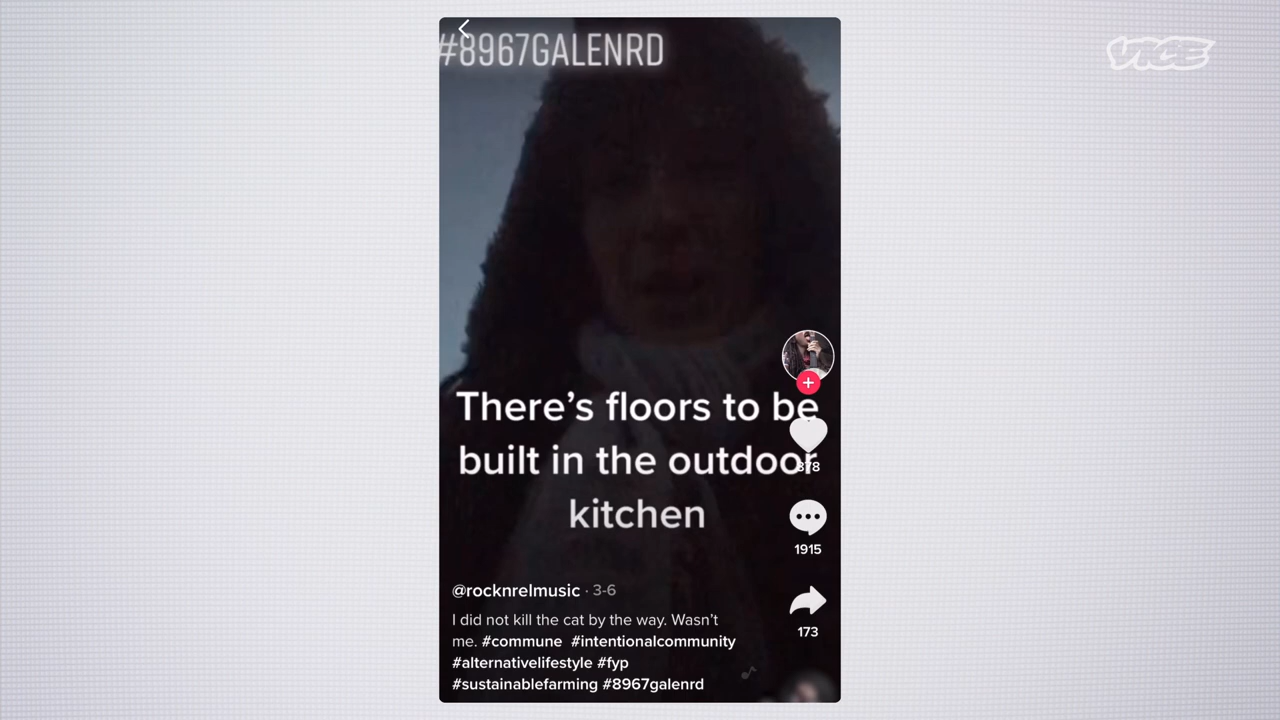 #8967GALENRD
VICE
There's floors to be
built in the outdoor
kitchen
378
1915
@rocknrelmusic · 3-6
I did not kill the cat by the way. Wasn't
me. #commune #intentionalcommunity
173
#alternativelifestyle #fyp
#sustainablefarming #8967galenrd